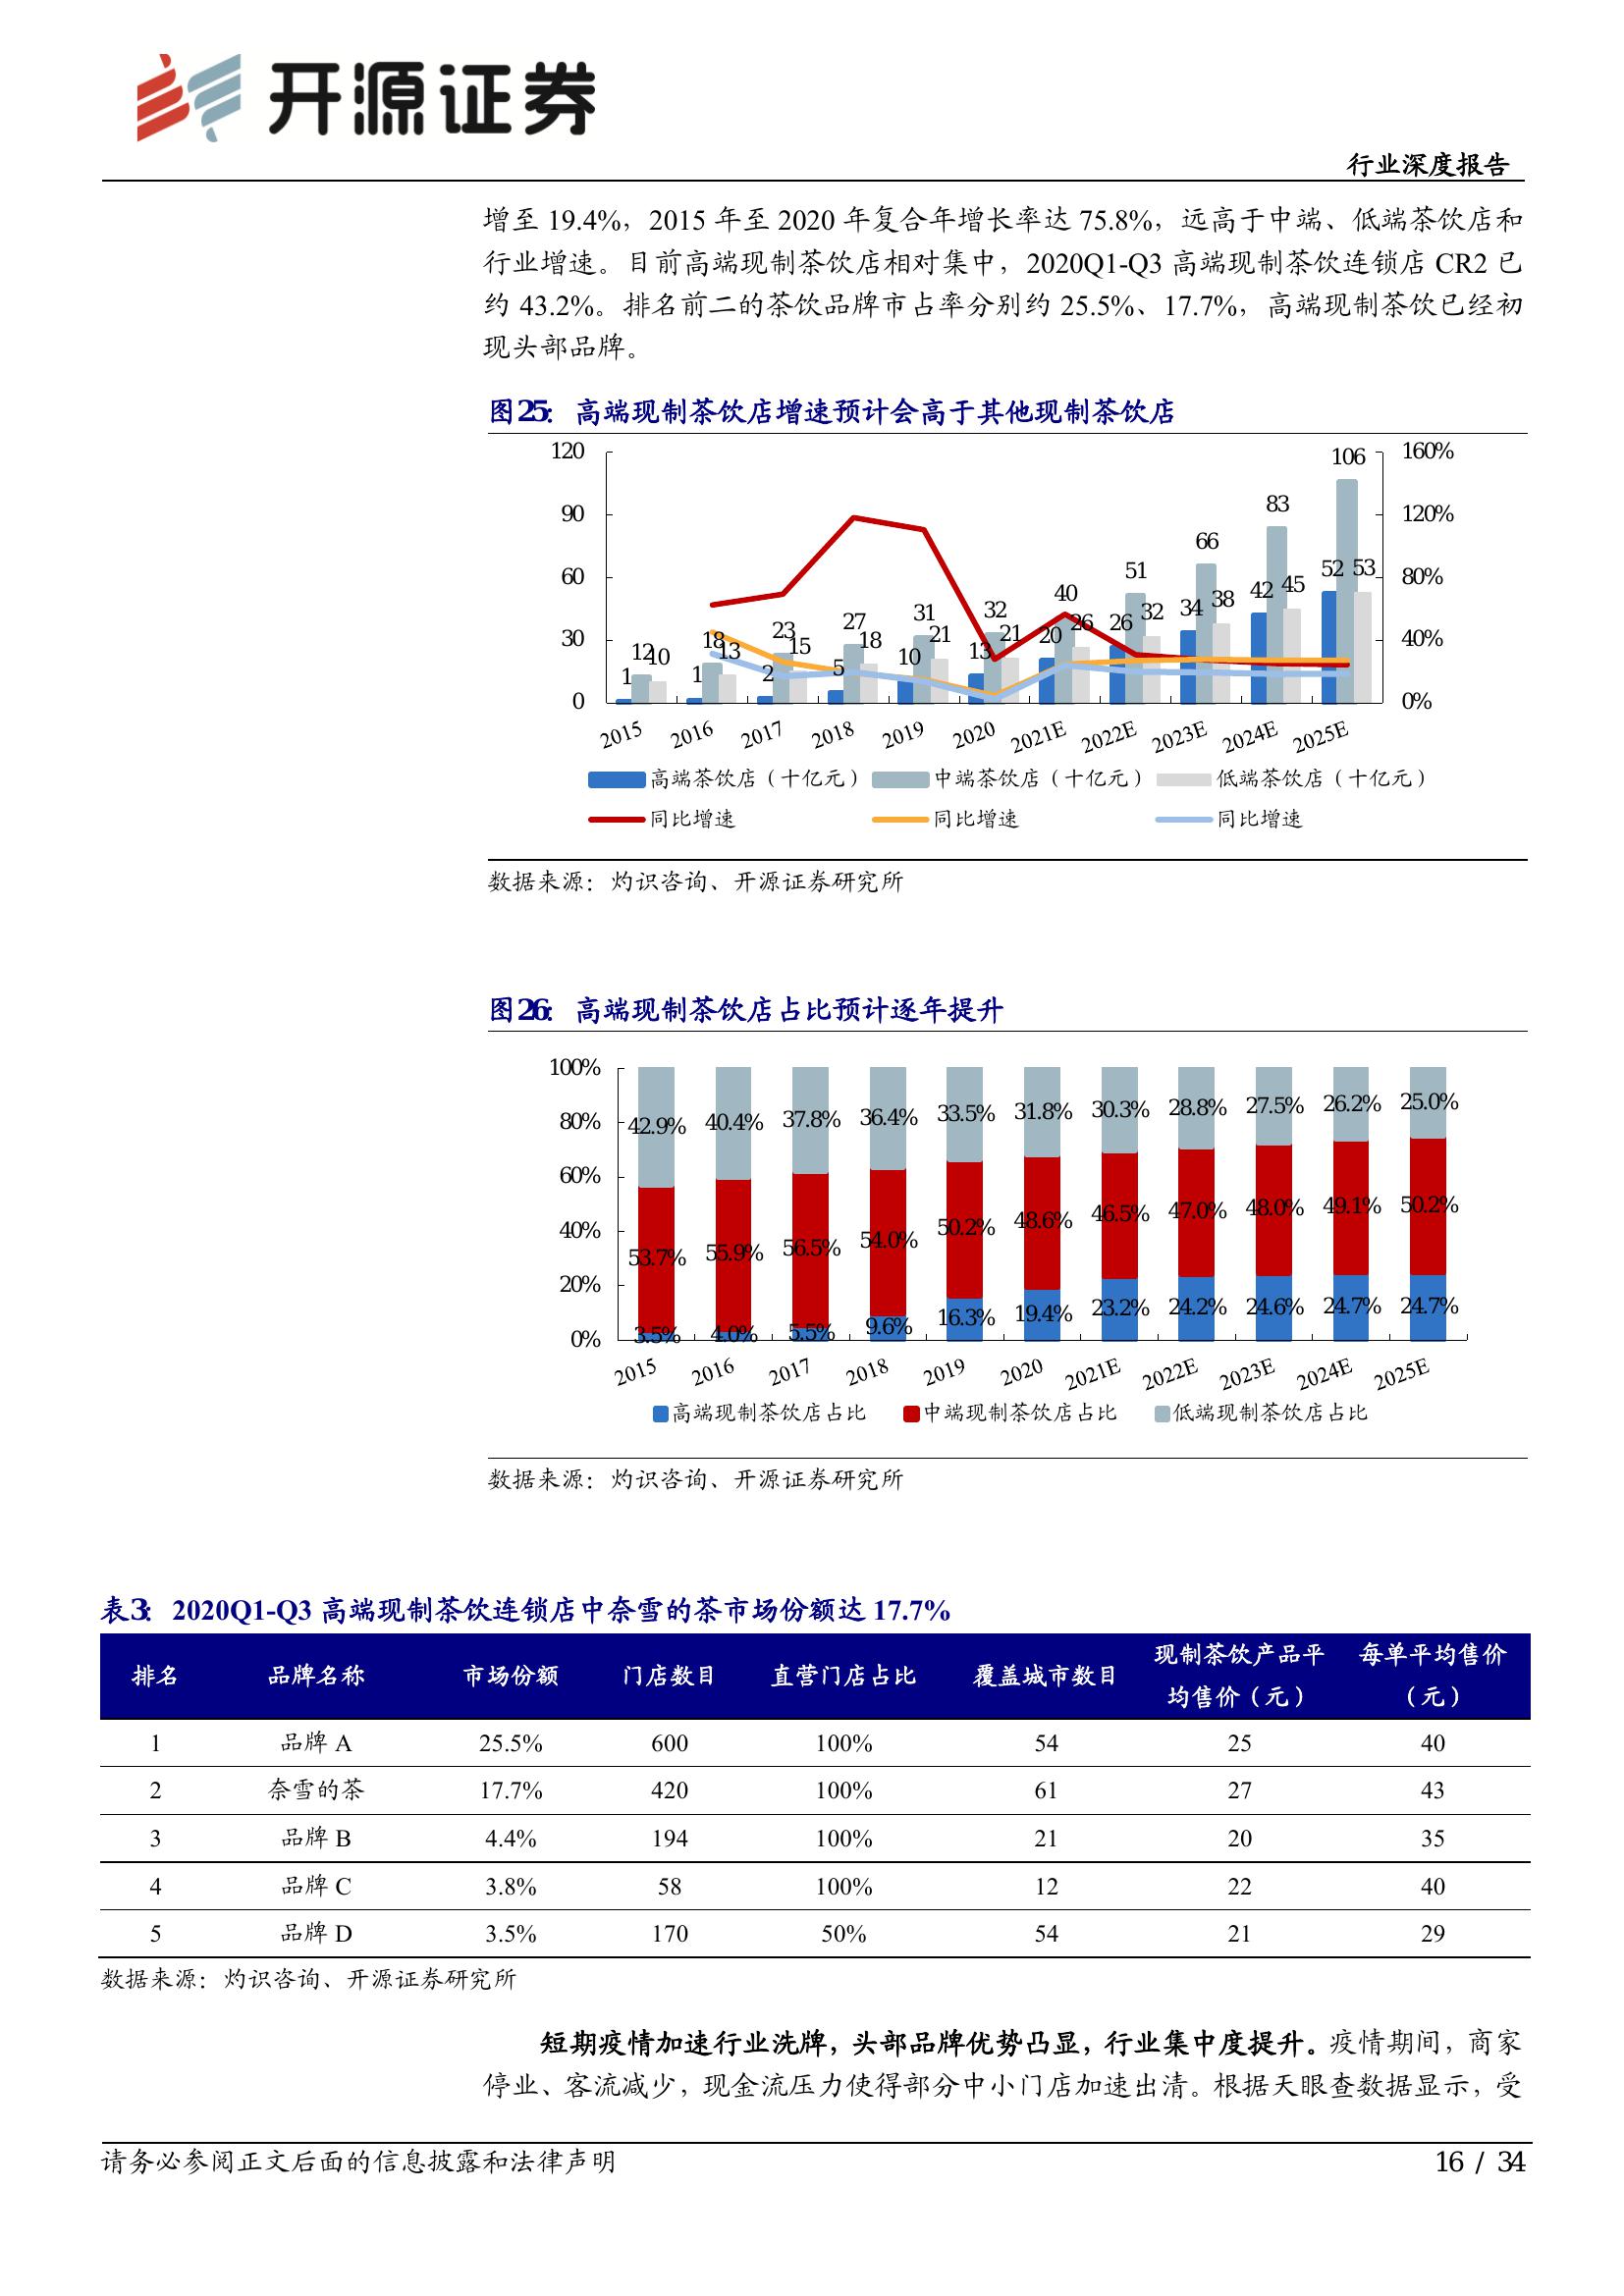 开源证券
行业深度报告
增至 19.4%，2015 年至 2020 年复合年增长率达 75.8%，远高于中端、低端茶饮店和
行业增速。目前高端现制茶饮店相对集中，2020Q1-Q3 高端现制茶饮连锁店 CR2 已
约 43.2%。排名前二的茶饮品牌市占率分别约 25.5%、17.7%，高端现制茶饮已经初
现头部品牌。
图25： 高端现制茶饮店增速预计会高于其他现制茶饮店
120 90 60 30 0
160% 120% 80% 40% 0%
1 1 2 5 10 13 20 26 34 42 52
12 18 23 27 31 32 40 51 66 83 106
10 13 15 18 21 21 26 32 38 45 53
2015 2016 2017 2018 2019 2020 2021E 2022E 2023E 2024E 2025E
高端茶饮店（十亿元） 中端茶饮店（十亿元） 低端茶饮店（十亿元）
同比增速 同比增速 同比增速
数据来源：灼识咨询、开源证券研究所
图26： 高端现制茶饮店占比预计逐年提升
100% 80% 60% 40% 20% 0%
42.9% 40.4% 37.8% 36.4% 33.5% 31.8% 30.3% 28.8% 27.5% 26.2% 25.0%
53.7% 55.9% 56.5% 54.0% 50.2% 48.6% 46.5% 47.0% 48.0% 49.1% 50.2%
3.5% 4.0% 5.5% 9.6% 16.3% 19.4% 23.2% 24.2% 24.6% 24.7% 24.7%
2015 2016 2017 2018 2019 2020 2021E 2022E 2023E 2024E 2025E
高端现制茶饮店占比 中端现制茶饮店占比 低端现制茶饮店占比
数据来源：灼识咨询、开源证券研究所
表3： 2020Q1-Q3 高端现制茶饮连锁店中奈雪的茶市场份额达 17.7%
排名 品牌名称 市场份额 门店数目 直营门店占比 覆盖城市数目 现制茶饮产品平均售价（元） 每单平均售价（元）
1 品牌 A 25.5% 600 100% 54 25 40
2 奈雪的茶 17.7% 420 100% 61 27 43
3 品牌 B 4.4% 194 100% 21 20 35
4 品牌 C 3.8% 58 100% 12 22 40
5 品牌 D 3.5% 170 50% 54 21 29
数据来源：灼识咨询、开源证券研究所
短期疫情加速行业洗牌，头部品牌优势凸显，行业集中度提升。疫情期间，商家
停业、客流减少，现金流压力使得部分中小门店加速出清。根据天眼查数据显示，受
请务必参阅正文后面的信息披露和法律声明
16 / 34